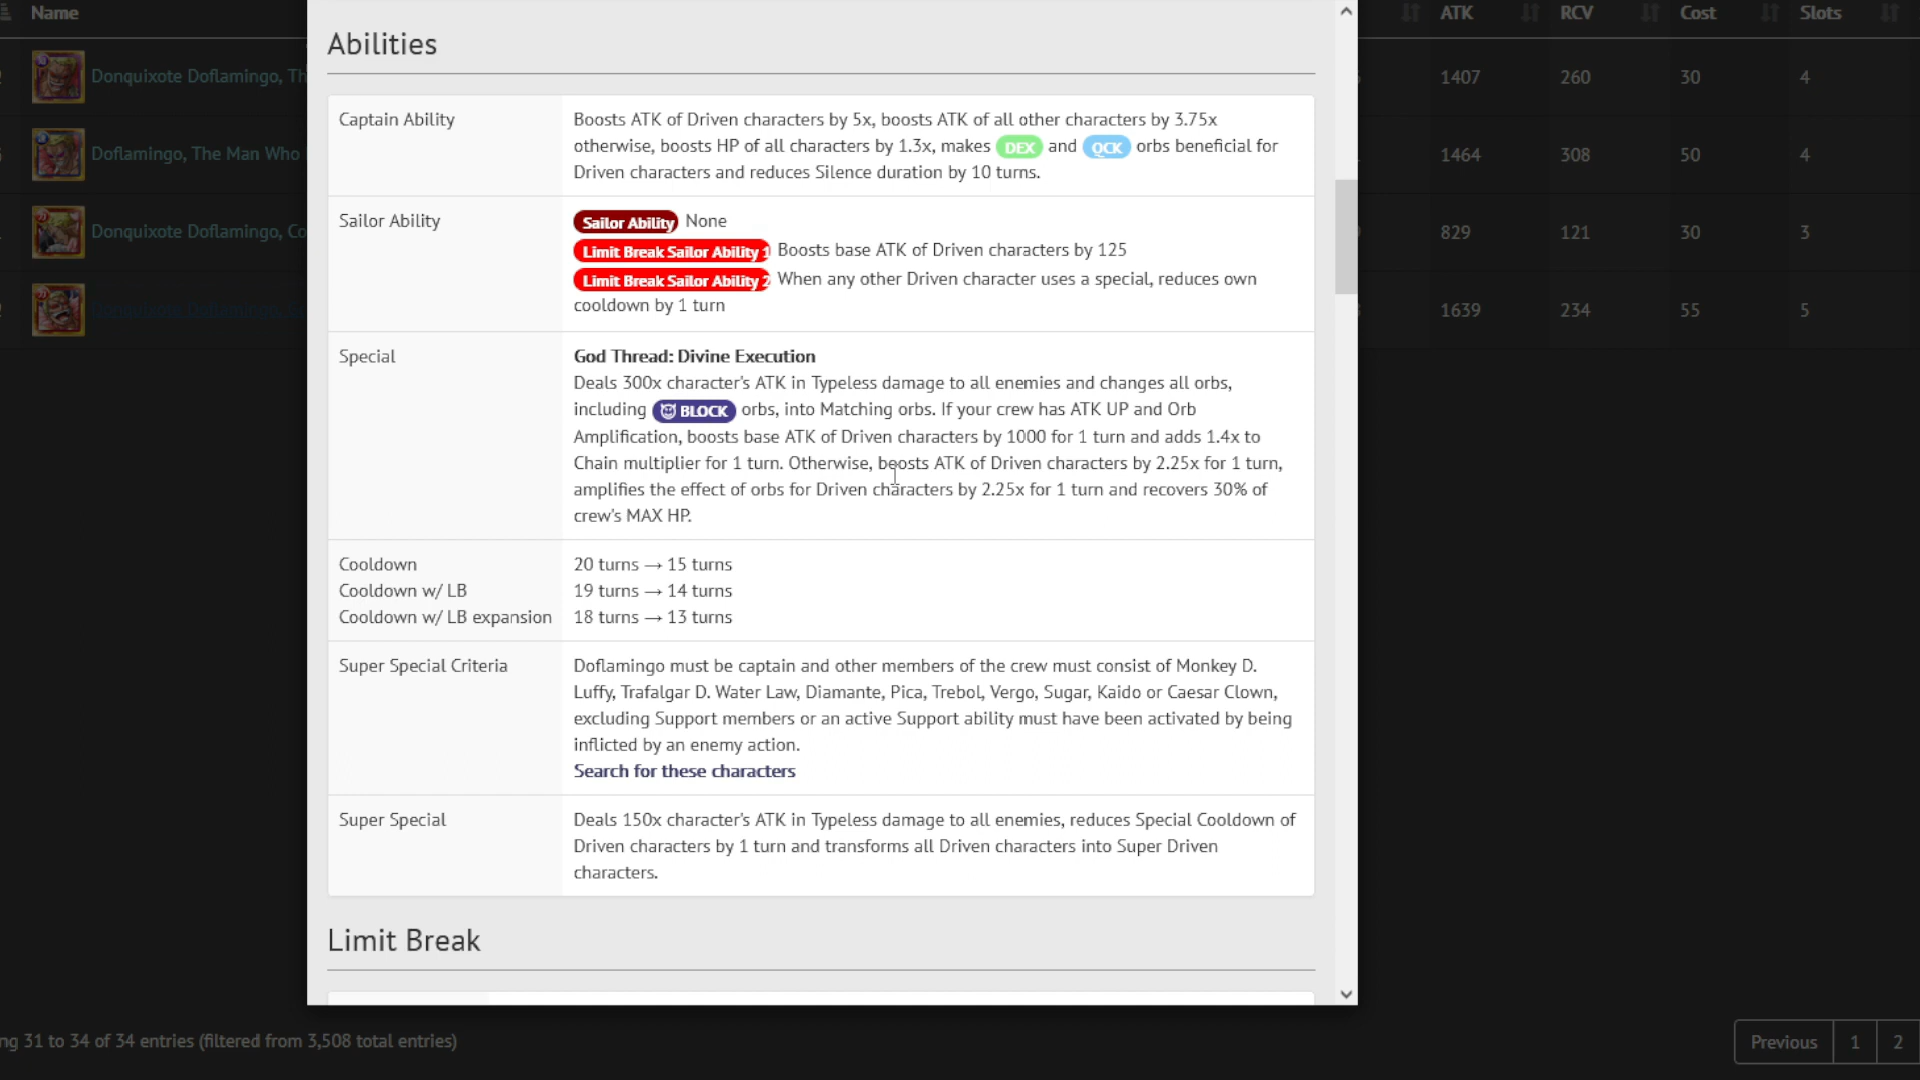 Name ATK RCV Cost Slots
Donquixote Doflamingo, Th 1407 260 30 4
Doflamingo, The Man Who 1464 308 50 4
Donquixote Doflamingo, Co 829 121 30 3
Donquixote Doflamingo, 1639 234 55 5
Abilities
Captain Ability
Boosts ATK of Driven characters by 5x, boosts ATK of all other characters by 3.75x
otherwise, boosts HP of all characters by 1.3x, makes DEX and QCK orbs beneficial for
Driven characters and reduces Silence duration by 10 turns.
Sailor Ability
Sailor Ability None
Limit Break Sailor Ability 1 Boosts base ATK of Driven characters by 125
Limit Break Sailor Ability 2 When any other Driven character uses a special, reduces own
cooldown by 1 turn
Special
God Thread: Divine Execution
Deals 300x character's ATK in Typeless damage to all enemies and changes all orbs,
including BLOCK orbs, into Matching orbs. If your crew has ATK UP and Orb
Amplification, boosts base ATK of Driven characters by 1000 for 1 turn and adds 1.4x to
Chain multiplier for 1 turn. Otherwise, boosts ATK of Driven characters by 2.25x for 1 turn,
amplifies the effect of orbs for Driven characters by 2.25x for 1 turn and recovers 30% of
crew's MAX HP.
Cooldown 20 turns → 15 turns
Cooldown w/ LB 19 turns → 14 turns
Cooldown w/ LB expansion 18 turns → 13 turns
Super Special Criteria
Doflamingo must be captain and other members of the crew must consist of Monkey D.
Luffy, Trafalgar D. Water Law, Diamante, Pica, Trebol, Vergo, Sugar, Kaido or Caesar Clown,
excluding Support members or an active Support ability must have been activated by being
inflicted by an enemy action.
Search for these characters
Super Special
Deals 150x character's ATK in Typeless damage to all enemies, reduces Special Cooldown of
Driven characters by 1 turn and transforms all Driven characters into Super Driven
characters.
Limit Break
ng 31 to 34 of 34 entries (filtered from 3,508 total entries)
Previous 1 2